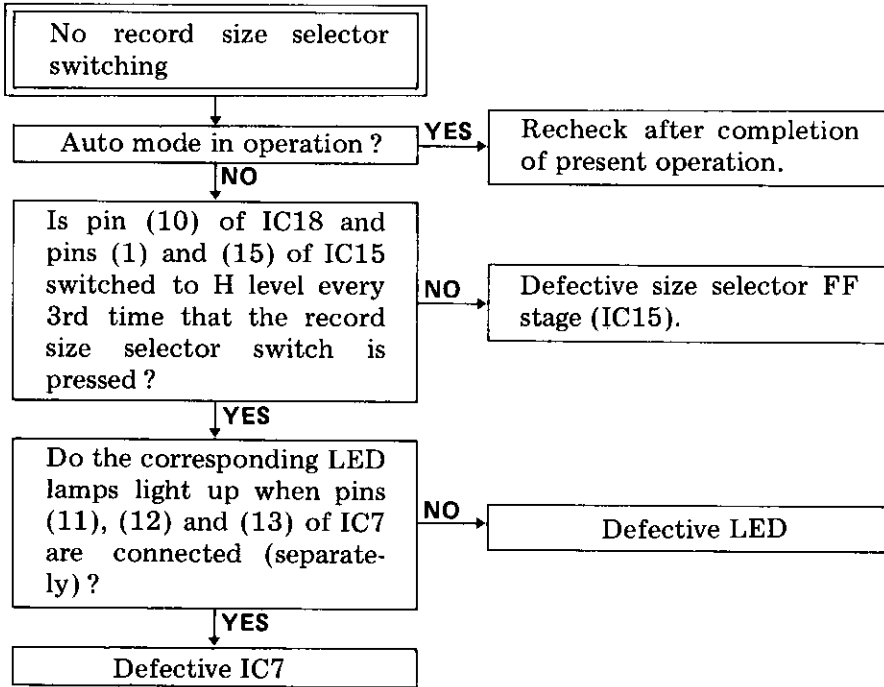 No record size selector
switching
Auto mode in operation ?
YES
Recheck after completion
of present operation.
NO
Is pin (10) of IC18 and
pins (1) and (15) of IC15
switched to H level every
3rd time that the record
size selector switch is
pressed ?
NO
Defective size selector FF
stage (IC15).
YES
Do the corresponding LED
lamps light up when pins
(11), (12) and (13) of IC7
are connected (separate-
ly) ?
NO
Defective LED
YES
Defective IC7